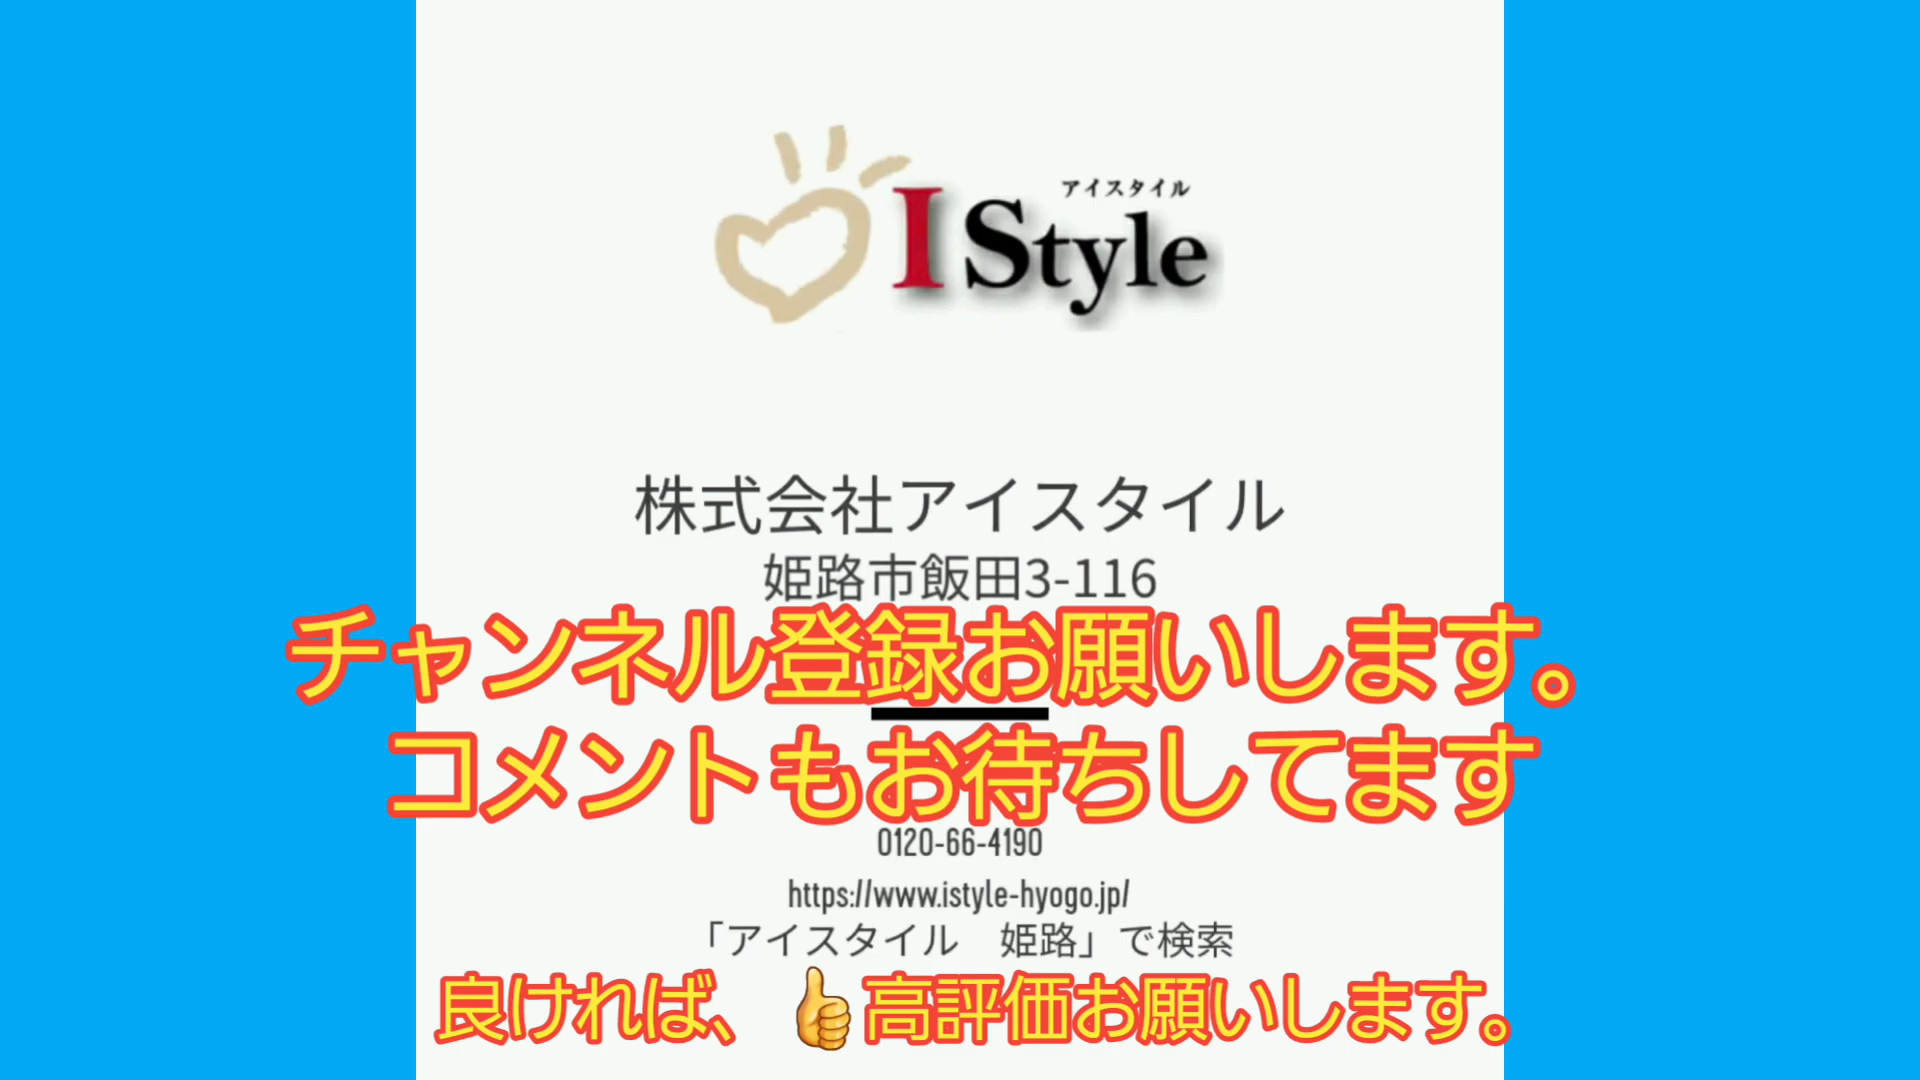 アイスタイル
I Style
株式会社アイスタイル
姫路市飯田3-116
チャンネル登録お願いします。
コメントもお待ちしてます
0120-66-4190
https://www.istyle-hyogo.jp/
「アイスタイル　姫路」で検索
良ければ、👍高評価お願いします。